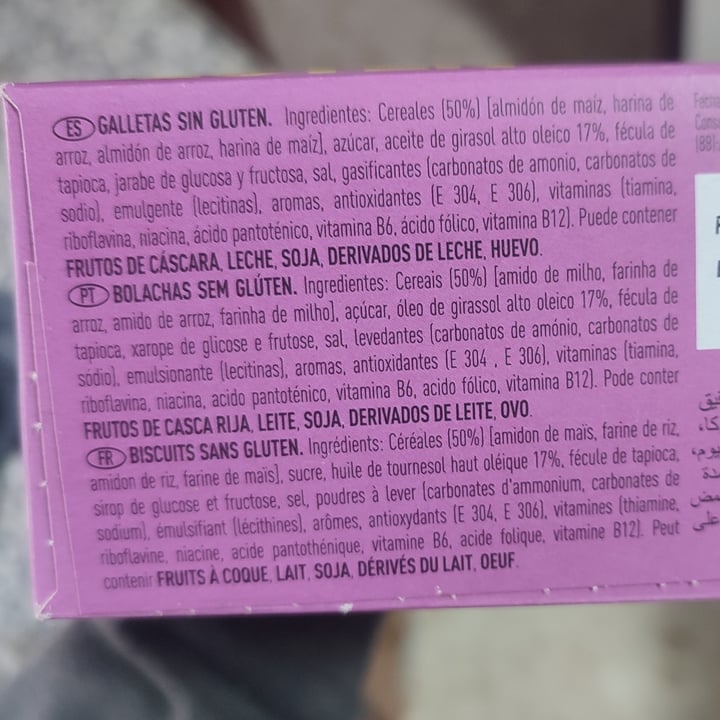 ES GALLETAS SIN GLUTEN. Ingredientes: Cereales (50%) [almidón de maíz, harina de
arroz, almidón de arroz, harina de maíz], azúcar, aceite de girasol alto oleico 17%, fécula de
tapioca, jarabe de glucosa y fructosa, sal, gasificantes (carbonatos de amonio, carbonatos de
sodio), emulgente (lecitinas), aromas, antioxidantes (E 304, E 306), vitaminas (tiamina,
riboflavina, niacina, ácido pantoténico, vitamina B6, ácido fólico, vitamina B12). Puede contener
FRUTOS DE CÁSCARA, LECHE, SOJA, DERIVADOS DE LECHE, HUEVO.
PT BOLACHAS SEM GLÚTEN. Ingredientes: Cereais (50%) [amido de milho, farinha de
arroz, amido de arroz, farinha de milho], açúcar, óleo de girassol alto oleico 17%, fécula de
tapioca, xarope de glicose e frutose, sal, levedantes (carbonatos de amónio, carbonatos de
sódio), emulsionante (lecitinas), aromas, antioxidantes (E 304 , E 306), vitaminas (tiamina,
riboflavina, niacina, acido pantoténico, vitamina B6, acido fólico, vitamina B12). Pode conter
FRUTOS DE CASCA RIJA, LEITE, SOJA, DERIVADOS DE LEITE, OVO.
FR BISCUITS SANS GLUTEN. Ingrédients: Céréales (50%) [amidon de maïs, farine de riz,
amidon de riz, farine de maïs], sucre, huile de tournesol haut oléique 17%, fécule de tapioca,
sirop de glucose et fructose, sel, poudres à lever (carbonates d'ammonium, carbonates de
sodium), émulsifiant (lécithines), arômes, antioxydants (E 304, E 306), vitamines (thiamine,
riboflavine, niacine, acide pantothénique, vitamine B6, acide folique, vitamine B12). Peut
contenir FRUITS À COQUE, LAIT, SOJA, DÉRIVÉS DU LAIT, OEUF.